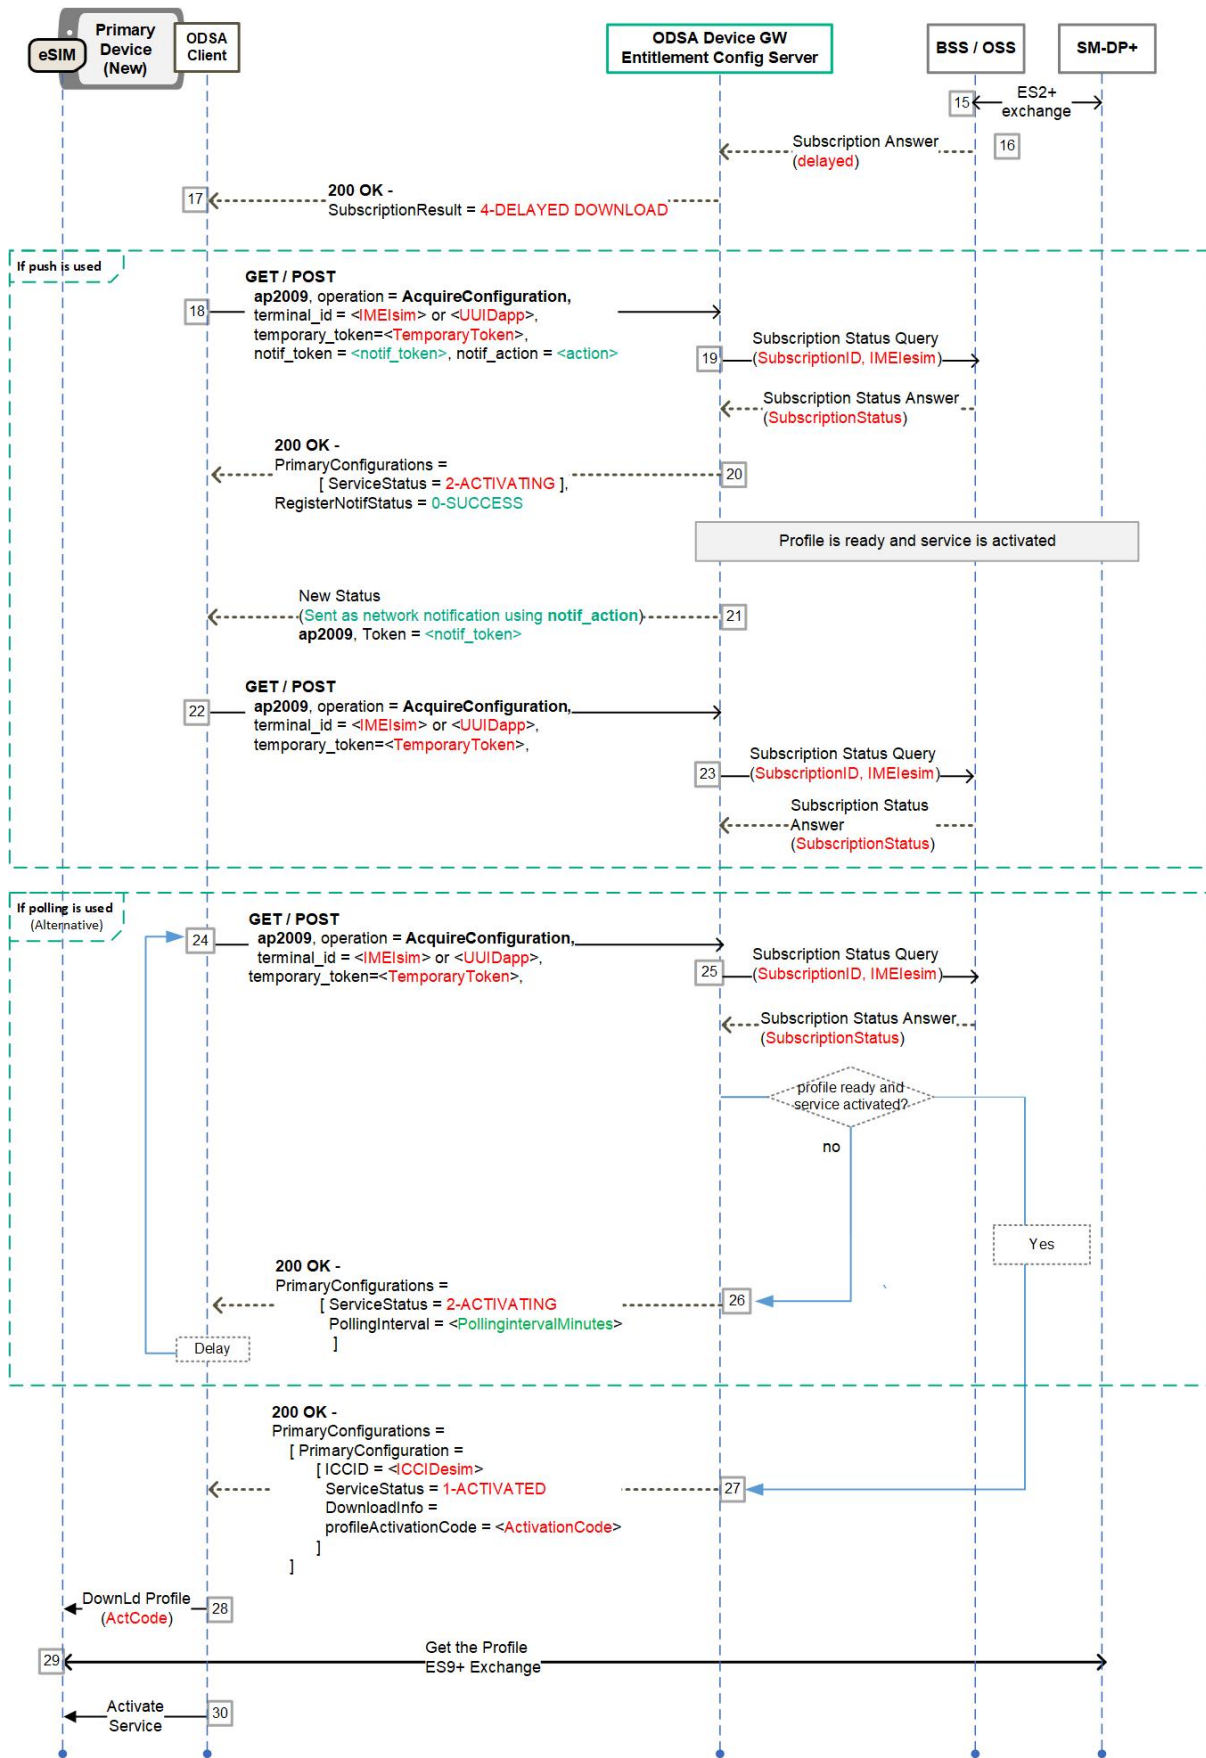 eSIM
Primary
Device
(New)
ODSA
Client
ODSA Device GW
Entitlement Config Server
BSS / OSS
SM-DP+
15
ES2+
exchange
Subscription Answer
(delayed)
16
17
200 OK -
SubscriptionResult = 4-DELAYED DOWNLOAD
If push is used
GET / POST
18
ap2009, operation = AcquireConfiguration,
terminal_id = <IMEIsim> or <UUIDapp>,
temporary_token=<TemporaryToken>,
notif_token = <notif_token>, notif_action = <action>
19
Subscription Status Query
(SubscriptionID, IMEIesim)
Subscription Status Answer
(SubscriptionStatus)
200 OK -
PrimaryConfigurations =
[ ServiceStatus = 2-ACTIVATING ],
RegisterNotifStatus = 0-SUCCESS
20
Profile is ready and service is activated
New Status
(Sent as network notification using notif_action)
ap2009, Token = <notif_token>
21
GET / POST
22
ap2009, operation = AcquireConfiguration,
terminal_id = <IMEIsim> or <UUIDapp>,
temporary_token=<TemporaryToken>,
23
Subscription Status Query
(SubscriptionID, IMEIesim)
Subscription Status
Answer
(SubscriptionStatus)
If polling is used
(Alternative)
24
GET / POST
ap2009, operation = AcquireConfiguration,
terminal_id = <IMEIsim> or <UUIDapp>,
temporary_token=<TemporaryToken>,
25
Subscription Status Query
(SubscriptionID, IMEIesim)
Subscription Status Answer
(SubscriptionStatus)
profile ready and
service activated?
no
Yes
200 OK -
PrimaryConfigurations =
[ ServiceStatus = 2-ACTIVATING
PollingInterval = <PollingintervalMinutes>
]
26
Delay
200 OK -
PrimaryConfigurations =
[ PrimaryConfiguration =
[ ICCID = <ICCIDesim>
ServiceStatus = 1-ACTIVATED
DownloadInfo =
profileActivationCode = <ActivationCode>
]
]
27
DownLd Profile
(ActCode)
28
29
Get the Profile
ES9+ Exchange
Activate
Service
30